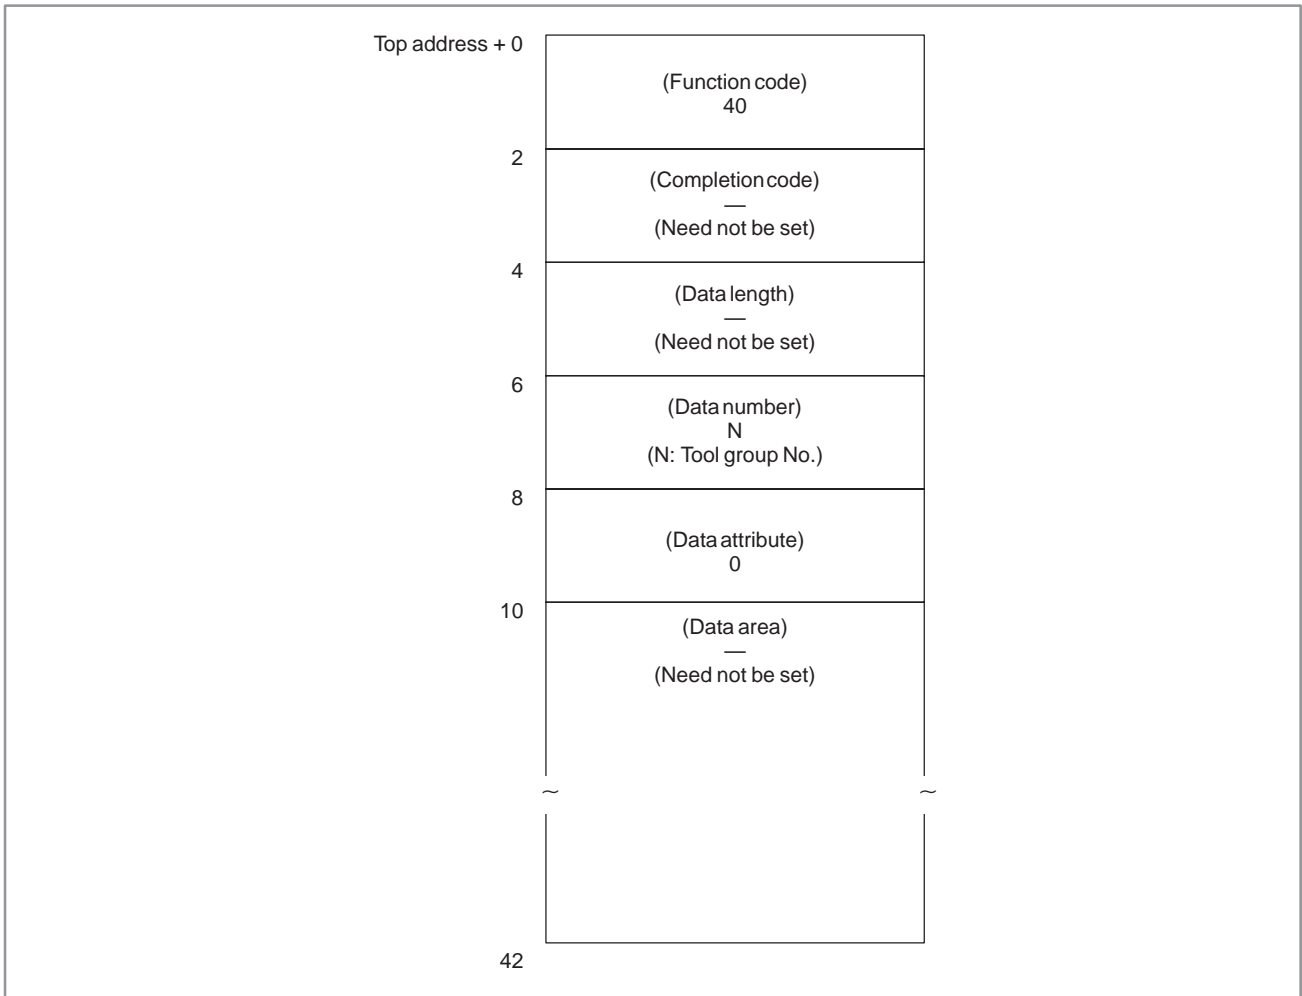 Top address + 0
(Function code)
40
2
(Completion code)
—
(Need not be set)
4
(Data length)
—
(Need not be set)
6
(Data number)
N
(N: Tool group No.)
8
(Data attribute)
0
10
(Data area)
—
(Need not be set)
~ ~
42